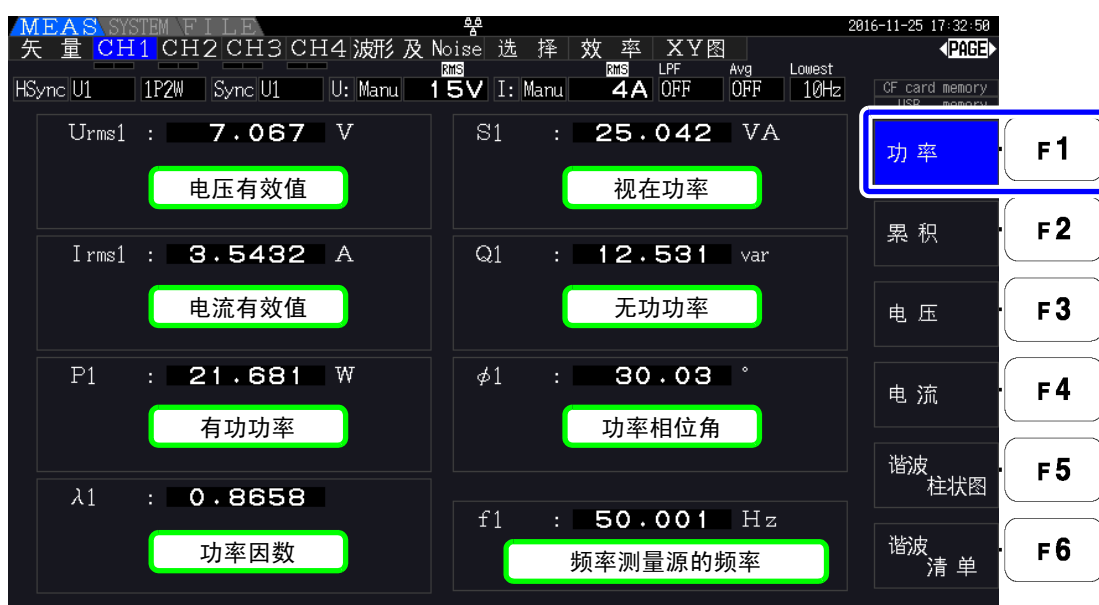 MEAS SYSTEM FILE 2016-11-25 17:32:50
矢 量 CH1 CH2 CH3 CH4 波形 及 Noise 选 择 效 率 XY图 PAGE
RMS RMS LPF Avg Lowest
HSync U1 1P2W Sync U1 U: Manu 15V I: Manu 4A OFF OFF 10Hz
CF card memory
USB memory
Urms1 : 7.067 V
电压有效值
S1 : 25.042 VA
视在功率
Irms1 : 3.5432 A
电流有效值
Q1 : 12.531 var
无功功率
P1 : 21.681 W
有功功率
ϕ1 : 30.03 °
功率相位角
λ1 : 0.8658
功率因数
f1 : 50.001 Hz
频率测量源的频率
功 率 F1
累 积 F2
电 压 F3
电 流 F4
谐波
柱状图 F5
谐波
清 单 F6